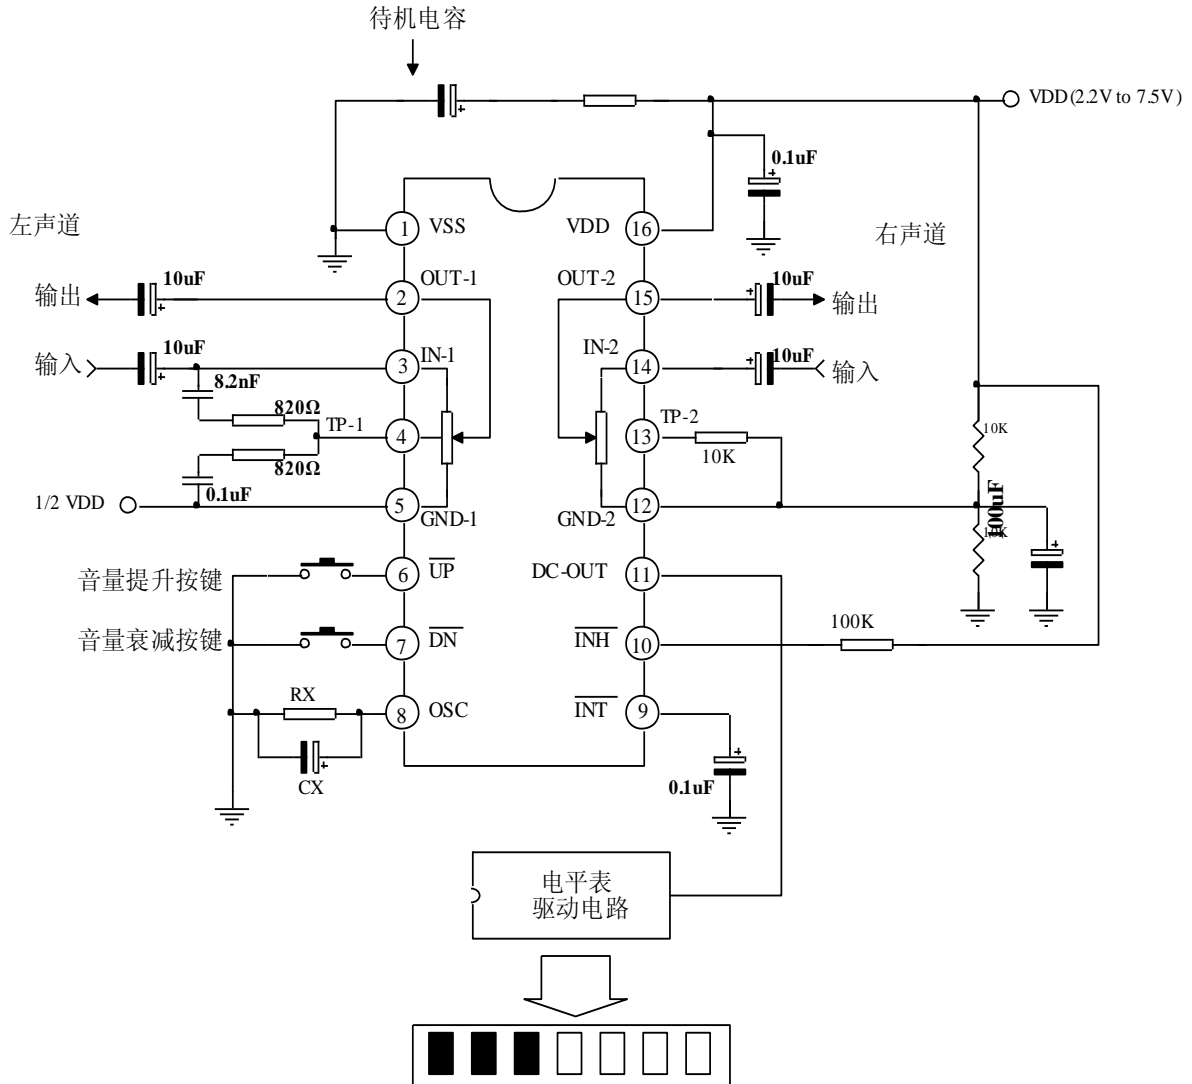 待机电容
VDD(2.2V to 7.5V)
0.1uF
左声道
1
VSS
VDD
16
右声道
10uF
OUT-1
OUT-2
10uF
输出
2
15
输出
10uF
IN-1
IN-2
10uF
输入
3
14
输入
8.2nF
820Ω
TP-1
4
TP-2
13
10K
10K
820Ω
0.1uF
1/2 VDD
5
GND-1
GND-2
12
100uF
音量提升按键
6
UP
DC-OUT
11
音量衰减按键
7
DN
INH
10
100K
RX
8
OSC
INT
9
CX
0.1uF
电平表
驱动电路